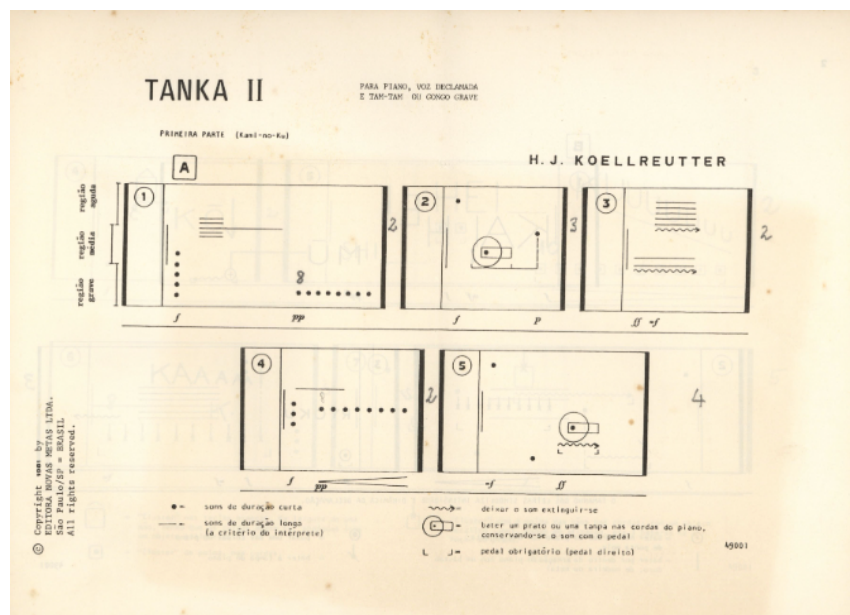 TANKA II
PARA PIANO, VOZ DECLAMADA
E TAM-TAM OU GONGO GRAVE
PRIMEIRA PARTE (Kami-no-Ku)
H. J. KOELLREUTTER
A
região aguda
região média
região grave
1
8
2
f
pp
2
3
f
p
3
2
ff -f
4
8
2
f
pp
5
4
-f
ff
● = sons de duração curta
— = sons de duração longa
(a critério do intérprete)
= deixar o som extinguir-se
= bater um prato ou uma tampa nas cordas do piano,
conservando-se o som com o pedal
L J = pedal obrigatório (pedal direito)
49001
© Copyright by
EDITORA NOVAS METAS LTDA.
São Paulo/SP = BRASIL
All rights reserved.